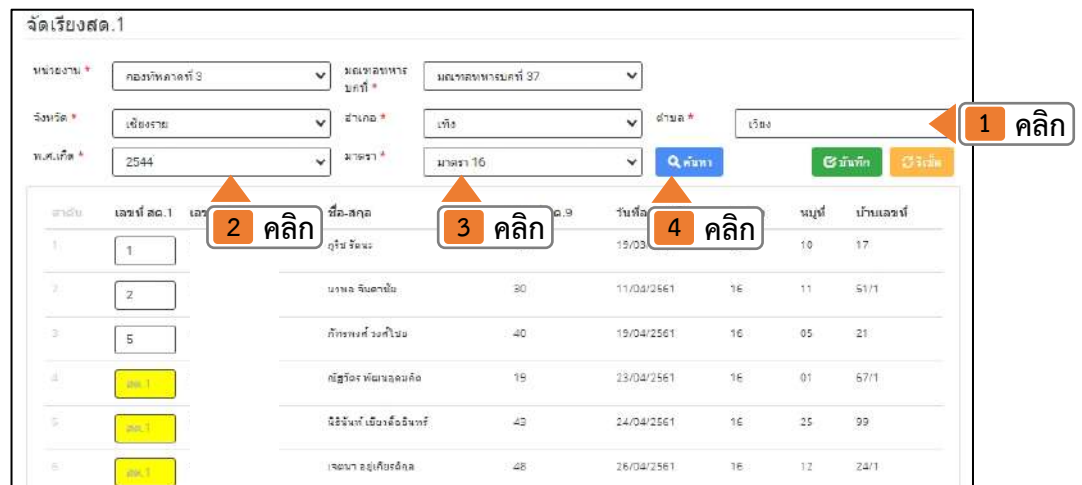 จัดเรียงสด.1
หน่วยงาน * กองทัพภาคที่ 3 มณฑลทหารบกที่ * มณฑลทหารบกที่ 37
จังหวัด * เชียงราย อำเภอ * เทิง ตำบล * เวียง
1 คลิก
พ.ศ.เกิด * 2544 มาตรา * มาตรา 16 ค้นหา บันทึก รีเซ็ต
ลำดับ เลขที่ สด.1 ชื่อ-สกุล ด.9 หมู่ที่ บ้านเลขที่
2 คลิก 3 คลิก 4 คลิก
1 1 10 17
2 2 30 11/04/2561 16 11 51/1
3 5 40 19/04/2561 16 05 21
4 สด.1 19 23/04/2561 16 01 67/1
5 สด.1 43 24/04/2561 16 25 99
6 สด.1 48 26/04/2561 16 12 24/1